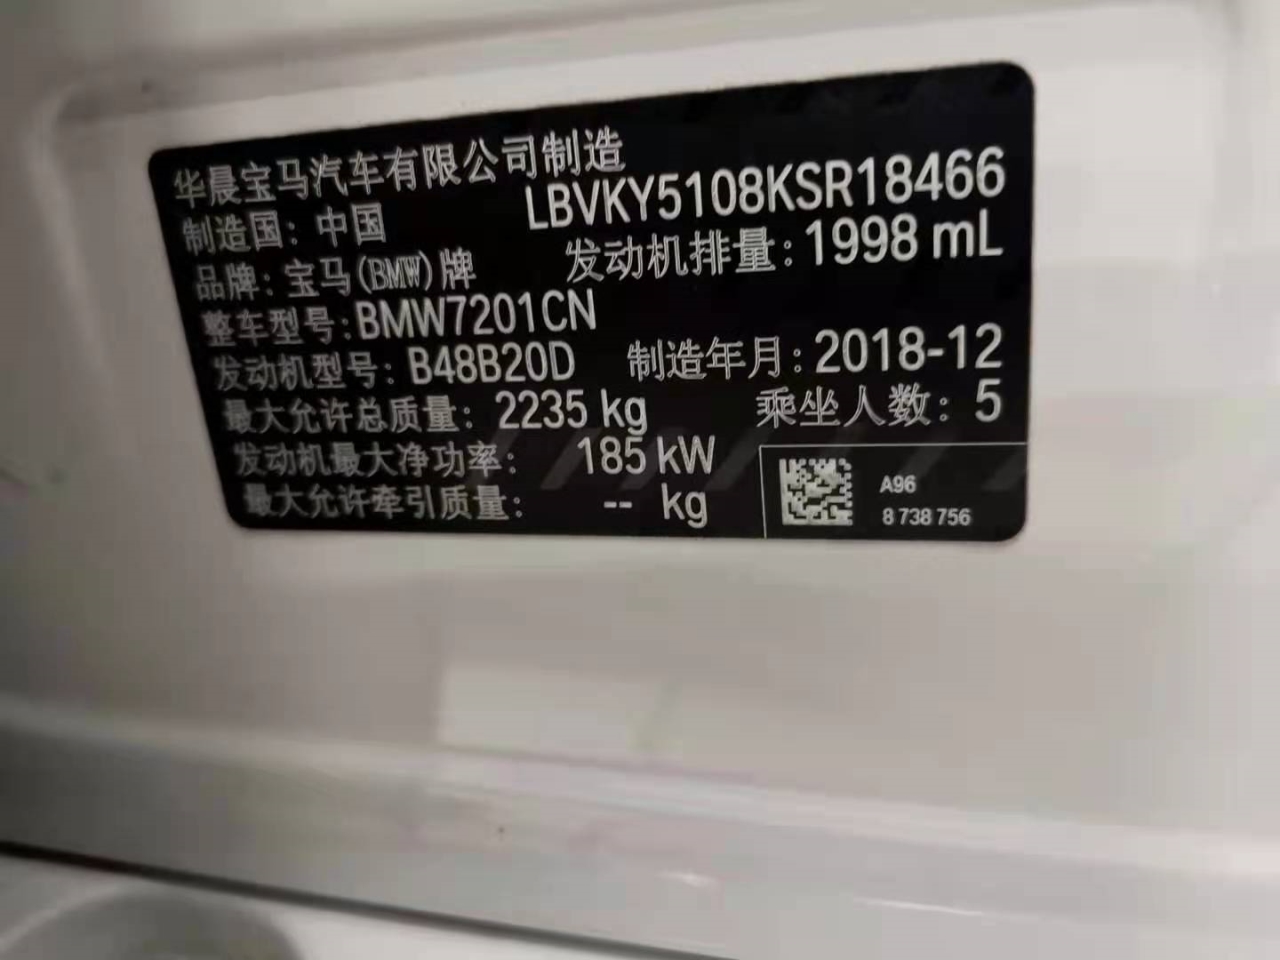 华晨宝马汽车有限公司制造
制造国：中国 LBVKY5108KSR18466
品牌：宝马(BMW)牌 发动机排量：1998 mL
整车型号：BMW7201CN
发动机型号：B48B20D 制造年月：2018-12
最大允许总质量：2235 kg 乘坐人数：5
发动机最大净功率：185 kW
最大允许牵引质量：-- kg
A96
8 738 756